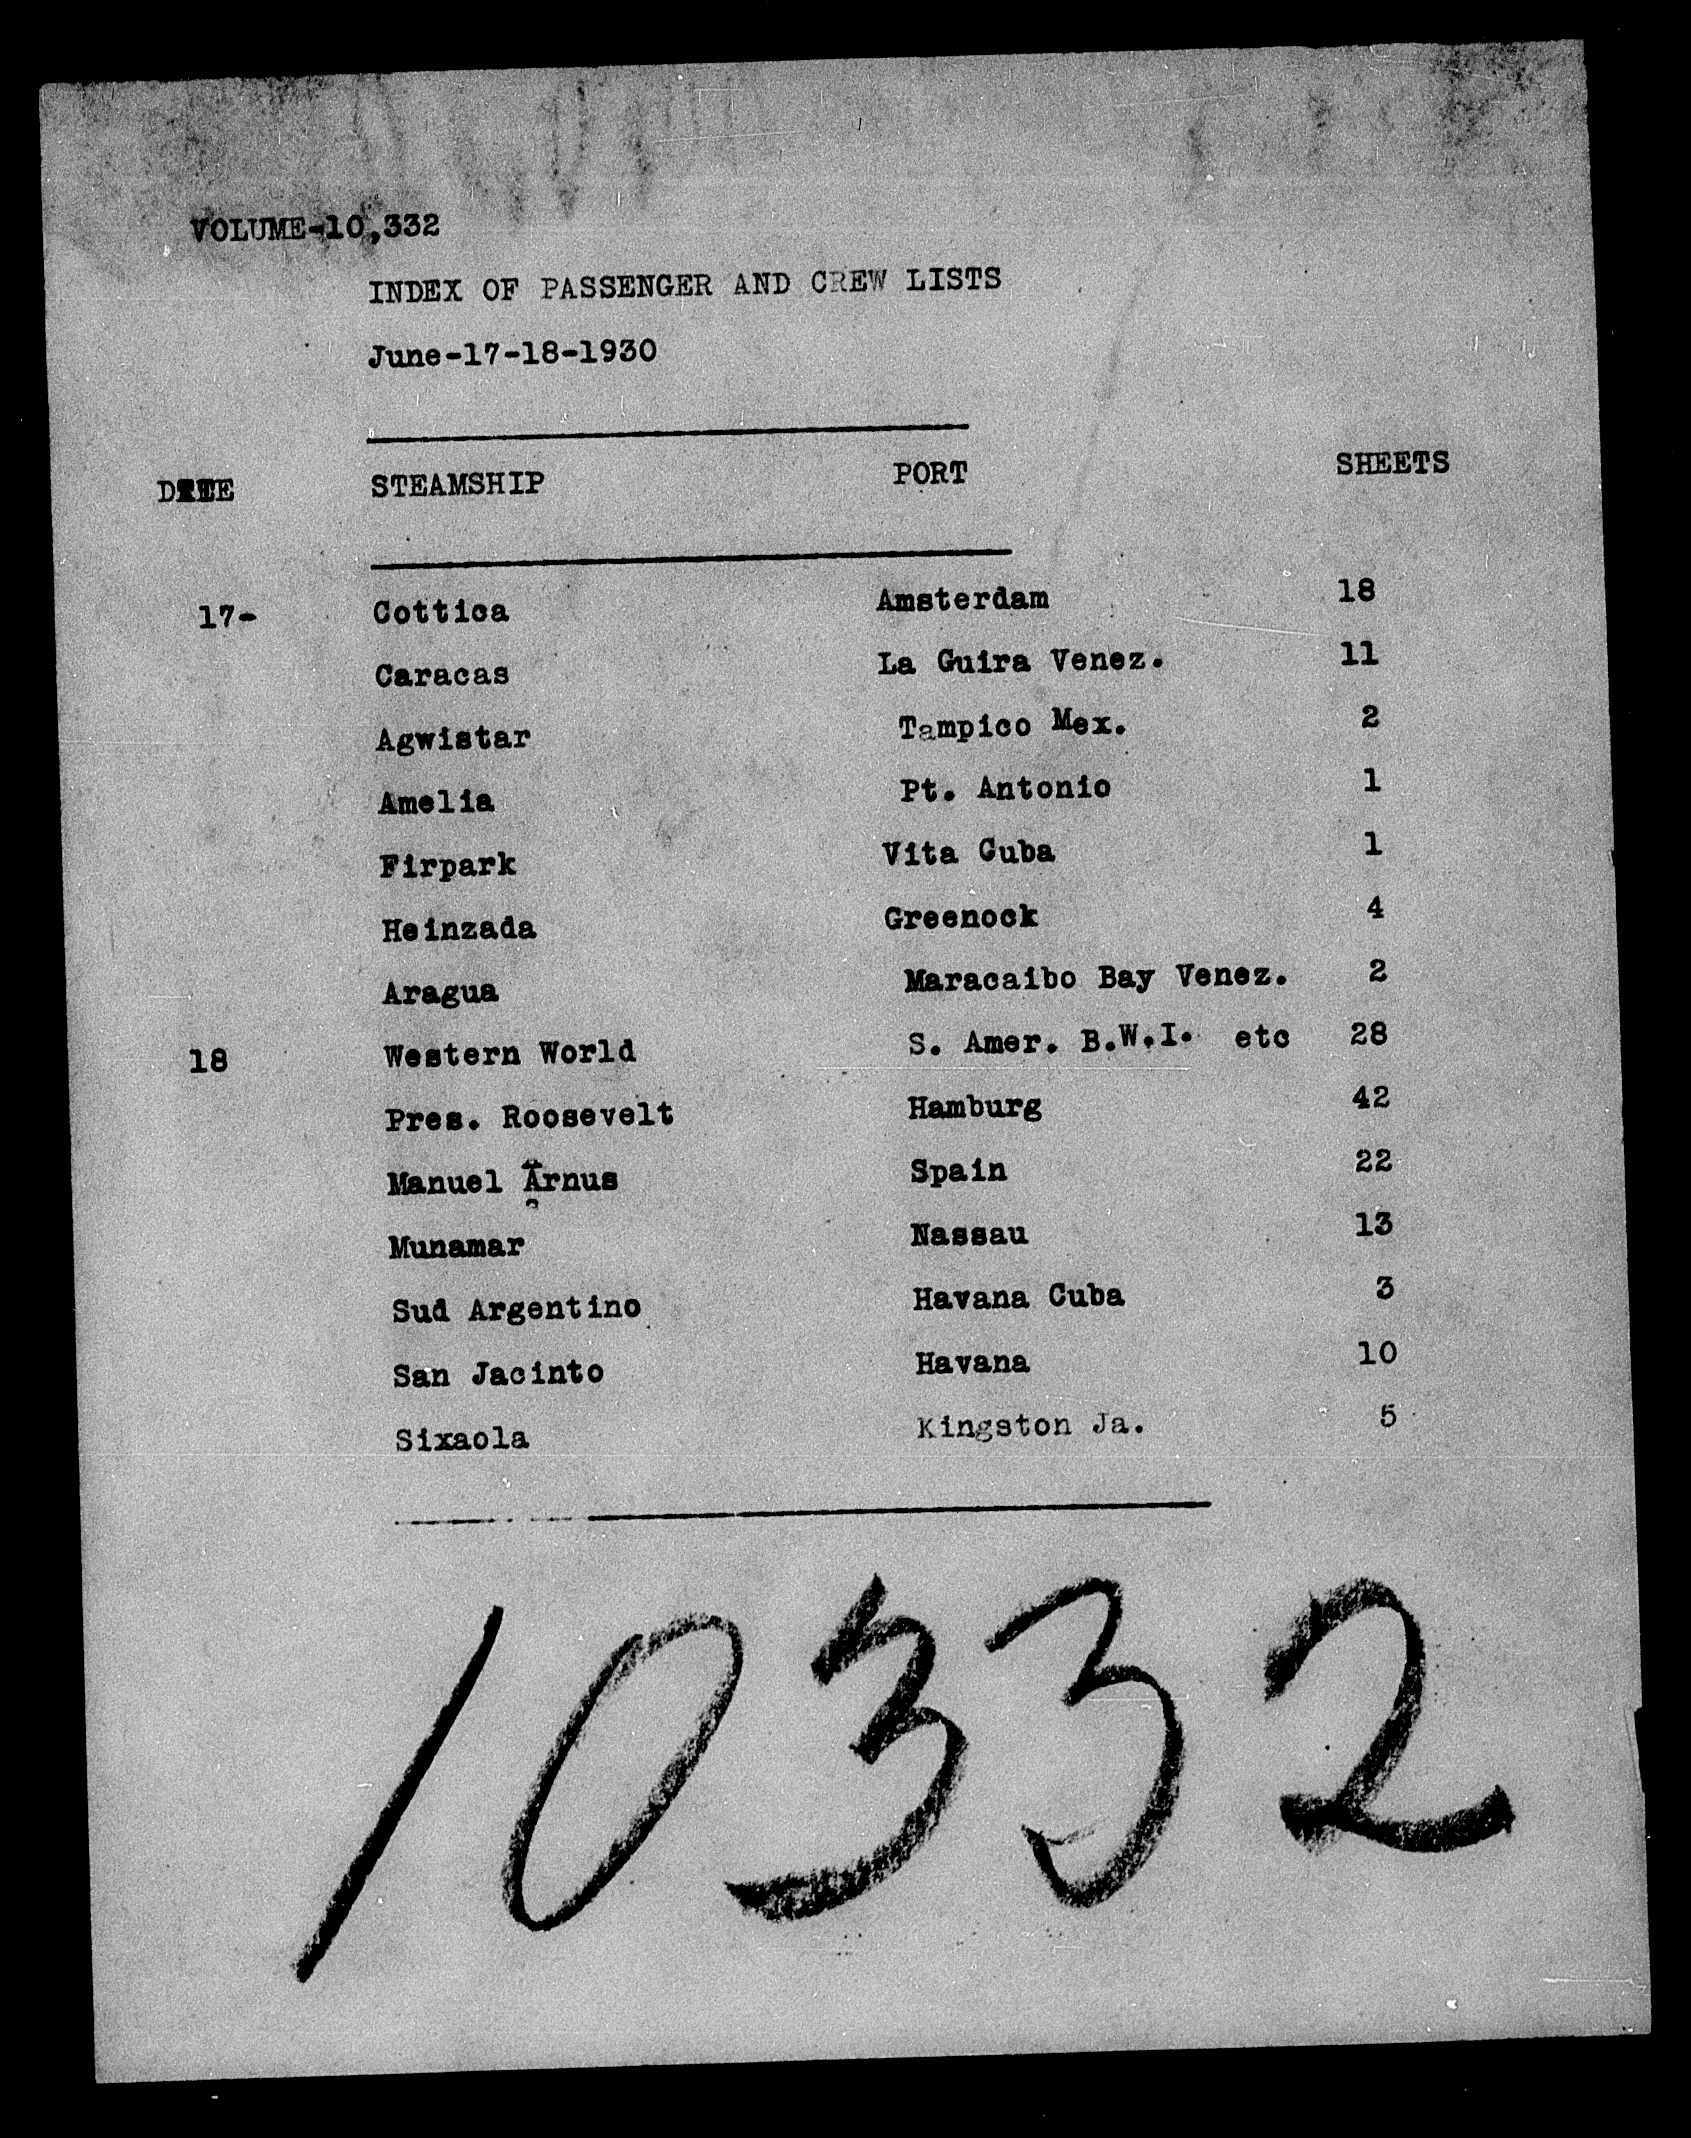 VOLUME-10,332
INDEX OF PASSENGER AND CREW LISTS
June-17-18-1930
DATE STEAMSHIP PORT SHEETS
17- Cottica Amsterdam 18
Caracas La Guira Venez. 11
Agwistar Tampico Mex. 2
Amelia Pt. Antonio 1
Firpark Vita Cuba 1
Heinzada Greenock 4
Aragua Maracaibo Bay Venez. 2
18 Western World S. Amer. B.W.I. etc 28
Pres. Roosevelt Hamburg 42
Manuel Arnus Spain 22
Munamar Nassau 13
Sud Argentino Havana Cuba 3
San Jacinto Havana 10
Sixaola Kingston Ja. 5
10332